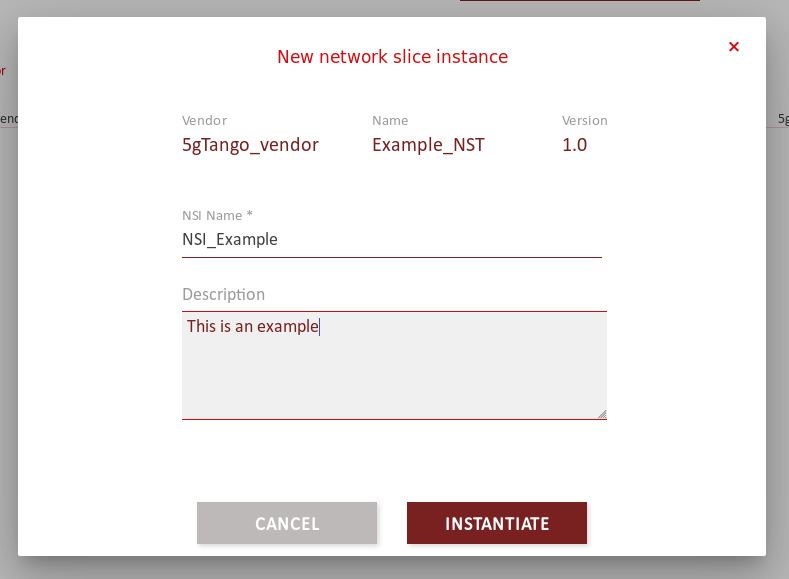 New network slice instance
×
Vendor Name Version
5gTango_vendor Example_NST 1.0
NSI Name *
NSI_Example
Description
This is an example
CANCEL INSTANTIATE